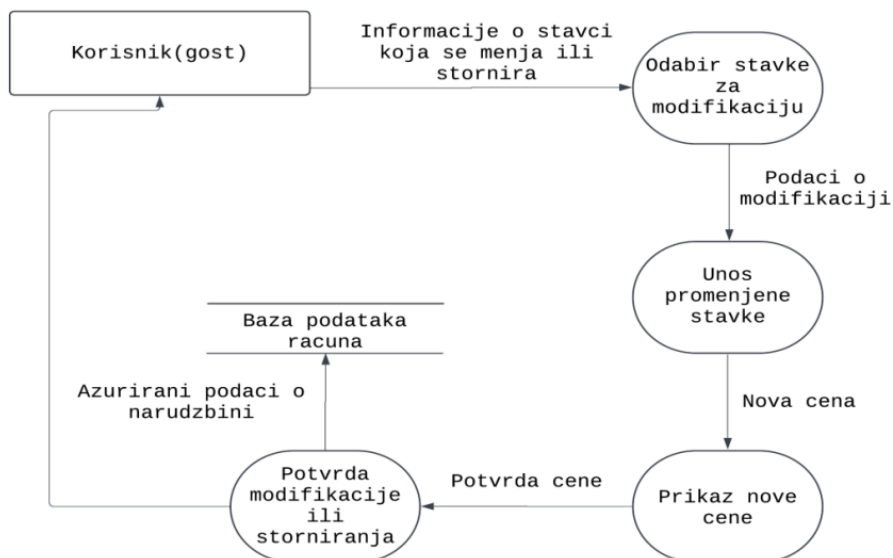 Korisnik(gost)
Informacije o stavci
koja se menja ili
stornira
Odabir stavke
za
modifikaciju
Podaci o
modifikaciji
Unos
promenjene
stavke
Nova cena
Prikaz nove
cene
Potvrda cene
Potvrda
modifikacije
ili
storniranja
Azurirani podaci o
narudzbini
Baza podataka
racuna